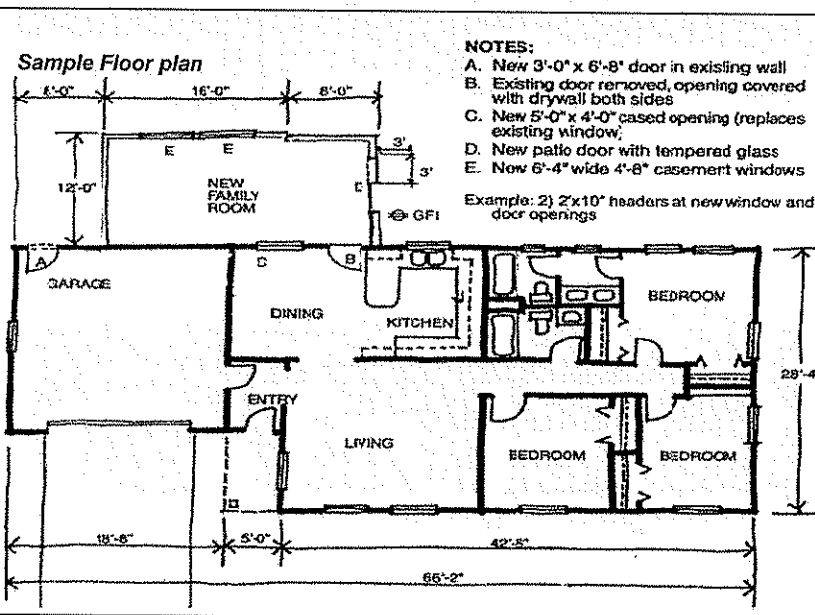 Sample Floor plan
NOTES:
A. New 3'-0" x 6'-8" door in existing wall
B. Existing door removed, opening covered
with drywall both sides
C. New 5'-0" x 4'-0" cased opening (replaces
existing window;
D. New patio door with tempered glass
E. New 6'-4" wide 4'-8" casement windows
Example: 2) 2'x10" headers at new window and
door openings
16'-0"
8'-0"
E
E
3'
3'
12'-0"
NEW
FAMILY
ROOM
GFI
A
C
B
GARAGE
BEDROOM
DINING
KITCHEN
28'-4
ENTRY
LIVING
BEDROOM
BEDROOM
18'-6"
5'-0"
42'-8"
66'-2"